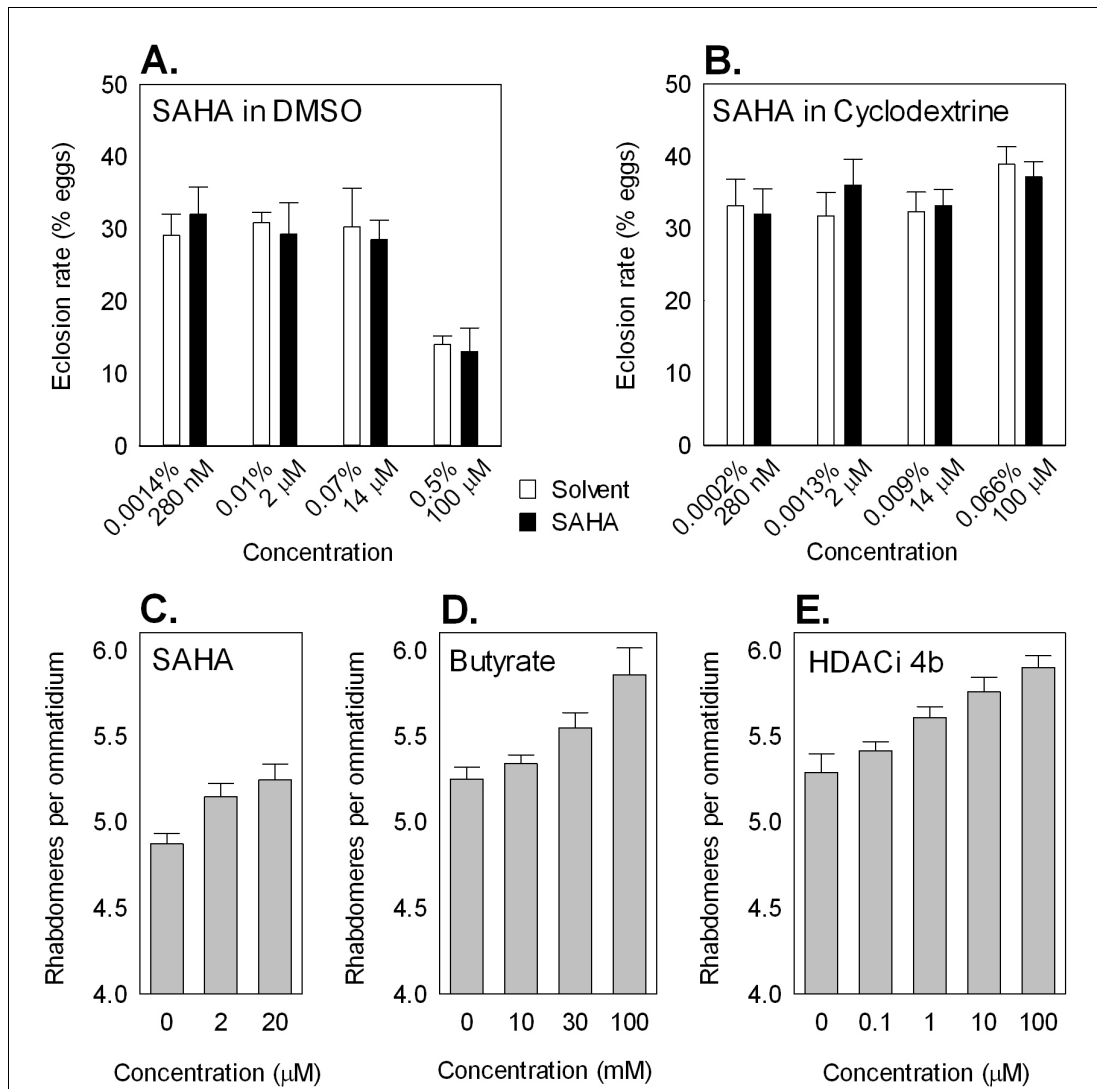 A.
SAHA in DMSO
Eclosion rate (% eggs)
50
40
30
20
10
0
0.0014%
280 nM
0.01%
2 μM
0.07%
14 μM
0.5%
100 μM
Concentration
Solvent
SAHA
B.
SAHA in Cyclodextrine
Eclosion rate (% eggs)
50
40
30
20
10
0
0.0002%
280 nM
0.0013%
2 μM
0.009%
14 μM
0.066%
100 μM
Concentration
C.
SAHA
Rhabdomeres per ommatidium
6.0
5.5
5.0
4.5
4.0
0 2 20
Concentration (μM)
D.
Butyrate
Rhabdomeres per ommatidium
6.0
5.5
5.0
4.5
4.0
0 10 30 100
Concentration (mM)
E.
HDACi 4b
Rhabdomeres per ommatidium
6.0
5.5
5.0
4.5
4.0
0 0.1 1 10 100
Concentration (μM)